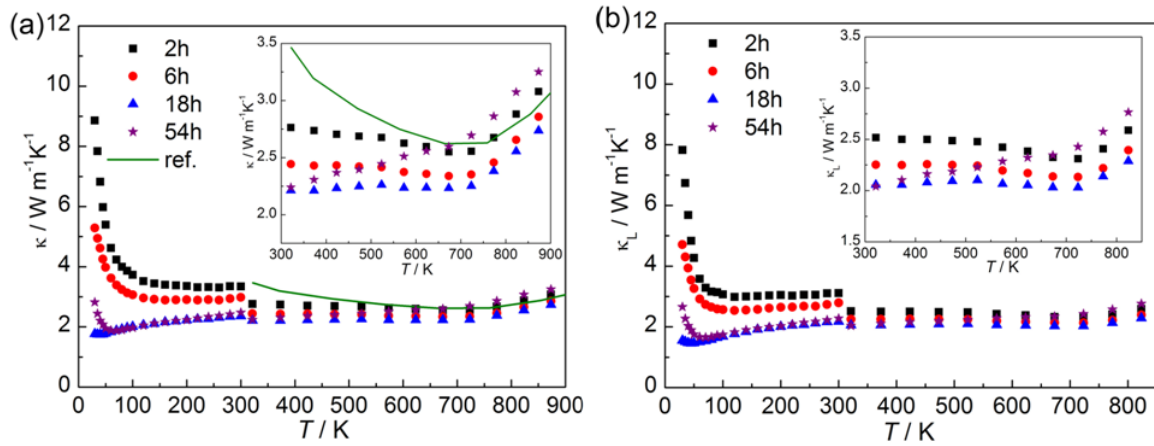 (a)
12
10
8
6
4
2
0
κ / W m⁻¹K⁻¹
2h
6h
18h
54h
ref.
0 100 200 300 400 500 600 700 800 900
T / K
3.5
3.0
2.5
2.0
κ / W m⁻¹K⁻¹
300 400 500 600 700 800 900
T / K
(b)
12
10
8
6
4
2
0
κL / W m⁻¹K⁻¹
2h
6h
18h
54h
0 100 200 300 400 500 600 700 800
T / K
3.5
3.0
2.5
2.0
1.5
κL / W m⁻¹K⁻¹
300 400 500 600 700 800
T / K